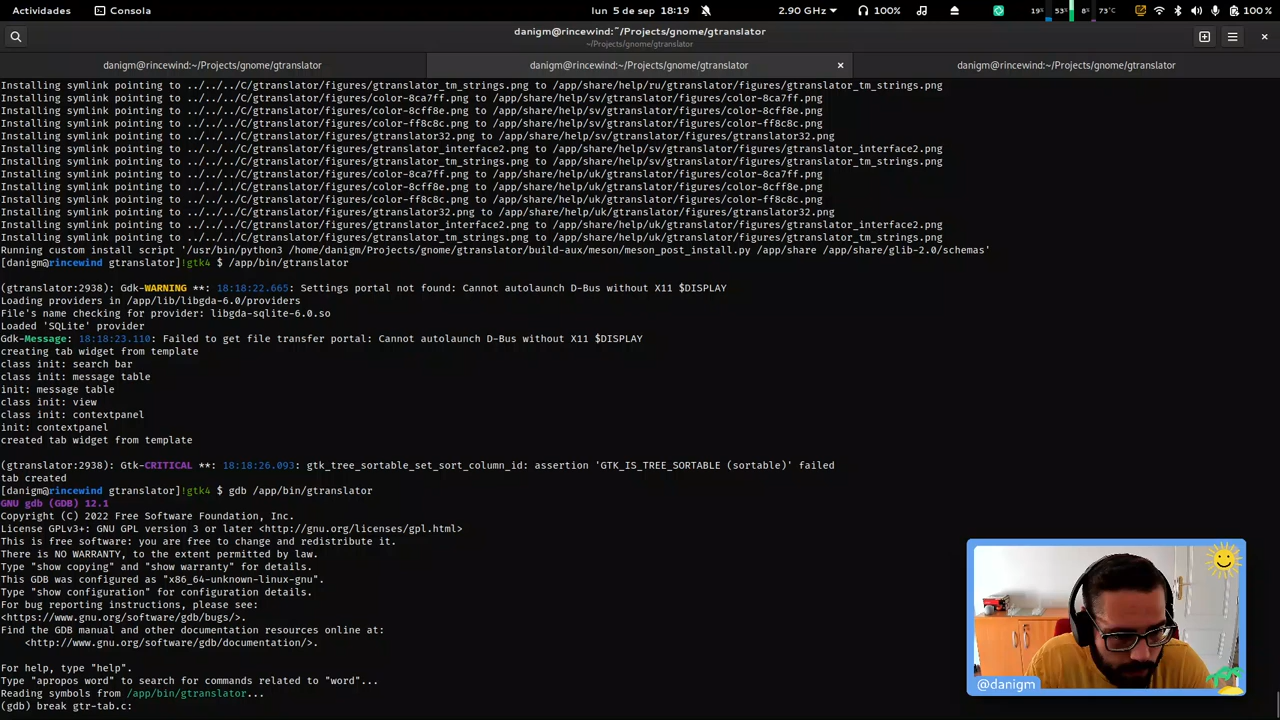 Actividades
Consola
lun 5 de sep 18:19
2.90 GHz
100%
19%
53%
8%
73°C
100 %
danigm@rincewind:~/Projects/gnome/gtranslator
~/Projects/gnome/gtranslator
danigm@rincewind:~/Projects/gnome/gtranslator
danigm@rincewind:~/Projects/gnome/gtranslator
danigm@rincewind:~/Projects/gnome/gtranslator
Installing symlink pointing to ../../../C/gtranslator/figures/gtranslator_tm_strings.png to /app/share/help/ru/gtranslator/figures/gtranslator_tm_strings.png
Installing symlink pointing to ../../../C/gtranslator/figures/color-8ca7ff.png to /app/share/help/sv/gtranslator/figures/color-8ca7ff.png
Installing symlink pointing to ../../../C/gtranslator/figures/color-8cff8e.png to /app/share/help/sv/gtranslator/figures/color-8cff8e.png
Installing symlink pointing to ../../../C/gtranslator/figures/color-ff8c8c.png to /app/share/help/sv/gtranslator/figures/color-ff8c8c.png
Installing symlink pointing to ../../../C/gtranslator/figures/gtranslator32.png to /app/share/help/sv/gtranslator/figures/gtranslator32.png
Installing symlink pointing to ../../../C/gtranslator/figures/gtranslator_interface2.png to /app/share/help/sv/gtranslator/figures/gtranslator_interface2.png
Installing symlink pointing to ../../../C/gtranslator/figures/gtranslator_tm_strings.png to /app/share/help/sv/gtranslator/figures/gtranslator_tm_strings.png
Installing symlink pointing to ../../../C/gtranslator/figures/color-8ca7ff.png to /app/share/help/uk/gtranslator/figures/color-8ca7ff.png
Installing symlink pointing to ../../../C/gtranslator/figures/color-8cff8e.png to /app/share/help/uk/gtranslator/figures/color-8cff8e.png
Installing symlink pointing to ../../../C/gtranslator/figures/color-ff8c8c.png to /app/share/help/uk/gtranslator/figures/color-ff8c8c.png
Installing symlink pointing to ../../../C/gtranslator/figures/gtranslator32.png to /app/share/help/uk/gtranslator/figures/gtranslator32.png
Installing symlink pointing to ../../../C/gtranslator/figures/gtranslator_interface2.png to /app/share/help/uk/gtranslator/figures/gtranslator_interface2.png
Installing symlink pointing to ../../../C/gtranslator/figures/gtranslator_tm_strings.png to /app/share/help/uk/gtranslator/figures/gtranslator_tm_strings.png
Running custom install script '/usr/bin/python3 /home/danigm/Projects/gnome/gtranslator/build-aux/meson/meson_post_install.py /app/share /app/share/glib-2.0/schemas'
[danigm@rincewind gtranslator]!gtk4 $ /app/bin/gtranslator
(gtranslator:2938): Gdk-WARNING **: 18:18:22.665: Settings portal not found: Cannot autolaunch D-Bus without X11 $DISPLAY
Loading providers in /app/lib/libgda-6.0/providers
File's name checking for provider: libgda-sqlite-6.0.so
Loaded 'SQLite' provider
Gdk-Message: 18:18:23.110: Failed to get file transfer portal: Cannot autolaunch D-Bus without X11 $DISPLAY
creating tab widget from template
class init: search bar
class init: message table
init: message table
class init: view
class init: contextpanel
init: contextpanel
created tab widget from template
(gtranslator:2938): Gtk-CRITICAL **: 18:18:26.093: gtk_tree_sortable_set_sort_column_id: assertion 'GTK_IS_TREE_SORTABLE (sortable)' failed
tab created
[danigm@rincewind gtranslator]!gtk4 $ gdb /app/bin/gtranslator
GNU gdb (GDB) 12.1
Copyright (C) 2022 Free Software Foundation, Inc.
License GPLv3+: GNU GPL version 3 or later <http://gnu.org/licenses/gpl.html>
This is free software: you are free to change and redistribute it.
There is NO WARRANTY, to the extent permitted by law.
Type "show copying" and "show warranty" for details.
This GDB was configured as "x86_64-unknown-linux-gnu".
Type "show configuration" for configuration details.
For bug reporting instructions, please see:
<https://www.gnu.org/software/gdb/bugs/>.
Find the GDB manual and other documentation resources online at:
<http://www.gnu.org/software/gdb/documentation/>.
For help, type "help".
Type "apropos word" to search for commands related to "word"...
Reading symbols from /app/bin/gtranslator...
(gdb) break gtr-tab.c:
@danigm